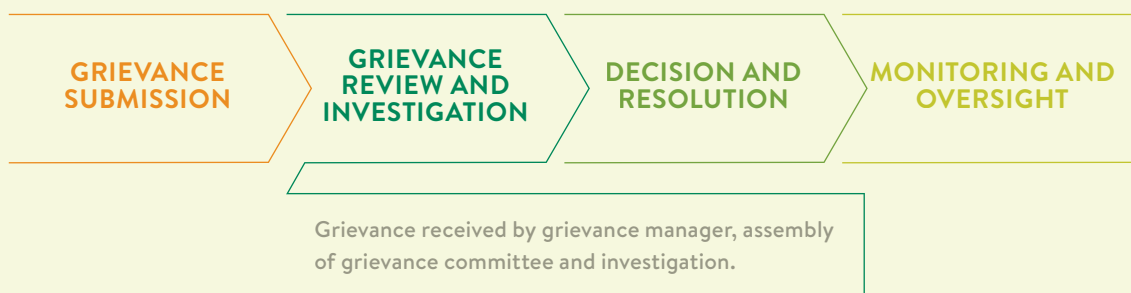 GRIEVANCE
SUBMISSION
GRIEVANCE
REVIEW AND
INVESTIGATION
DECISION AND
RESOLUTION
MONITORING AND
OVERSIGHT
Grievance received by grievance manager, assembly
of grievance committee and investigation.